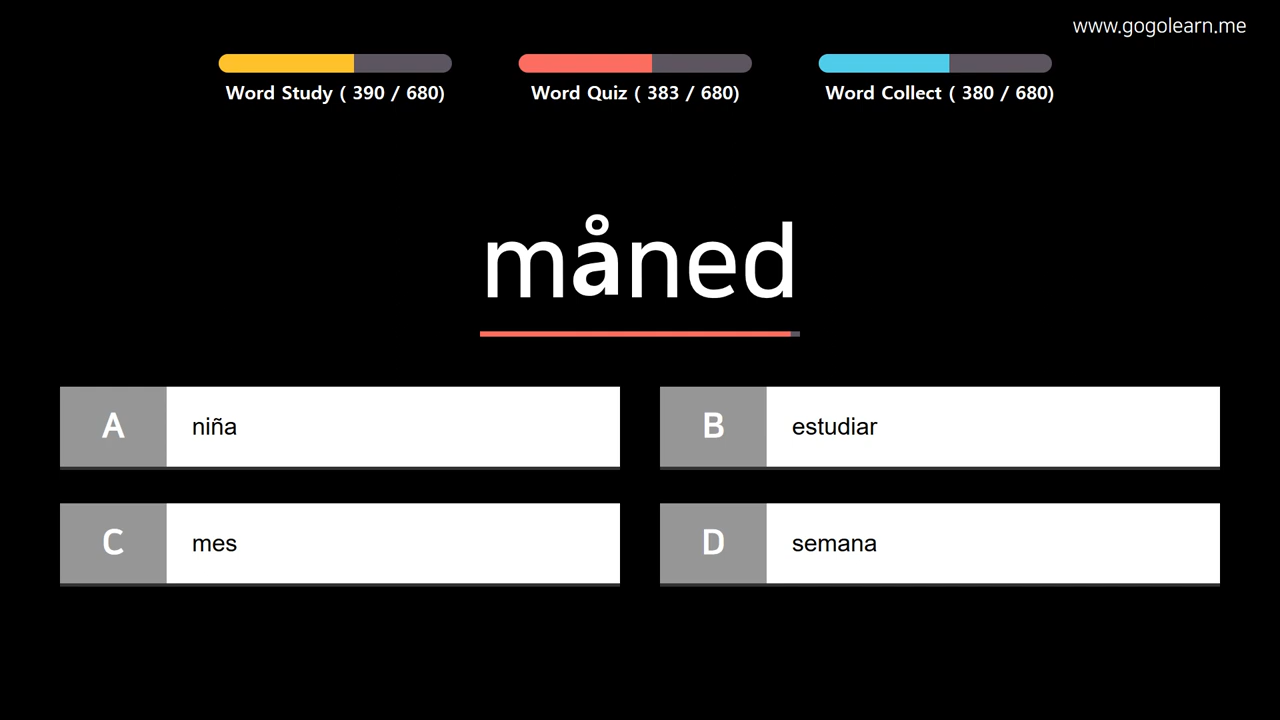 www.gogolearn.me
Word Study ( 390 / 680)
Word Quiz ( 383 / 680)
Word Collect ( 380 / 680)
måned
A niña
B estudiar
C mes
D semana